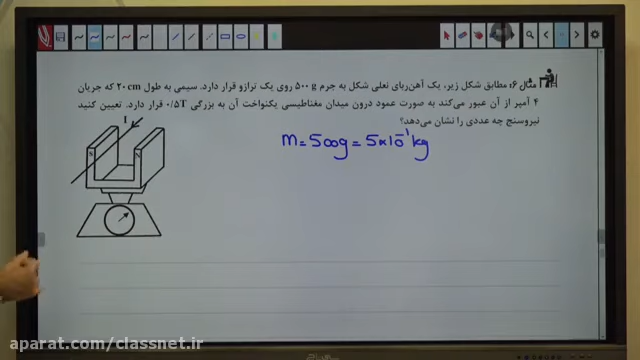 مثال ۱۶: مطابق شکل زیر، یک آهن‌ربای نعلی شکل به جرم ۵۰۰ g روی یک ترازو قرار دارد. سیمی به طول ۲۰ cm که جریان
۴ آمپر از آن عبور می‌کند به صورت عمود درون میدان مغناطیسی یکنواخت آن به بزرگی ۰/۵T قرار دارد. تعیین کنید
نیروسنج چه عددی را نشان می‌دهد؟
I
m = 500g = 5×10⁻¹ kg
aparat.com/classnet.ir